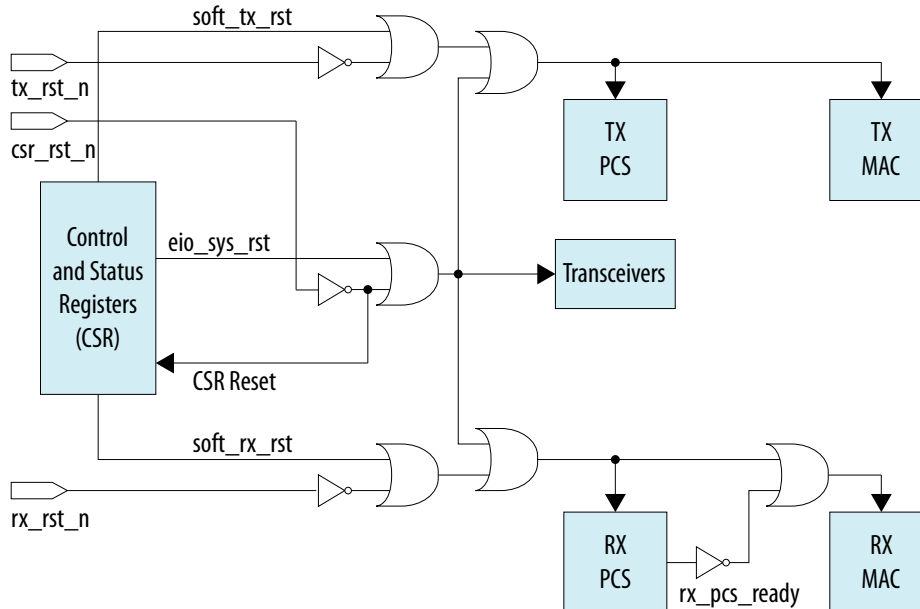 soft_tx_rst
tx_rst_n
TX
PCS
TX
MAC
csr_rst_n
Control
and Status
Registers
(CSR)
eio_sys_rst
Transceivers
CSR Reset
soft_rx_rst
rx_rst_n
RX
PCS
rx_pcs_ready
RX
MAC